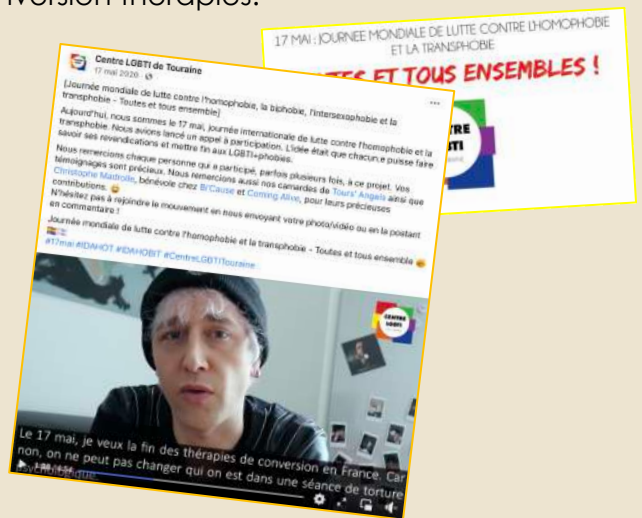 version therapies.
17 MAI : JOURNEE MONDIALE DE LUTTE CONTRE L'HOMOPHOBIE
ET LA TRANSPHOBIE
ET TOUS ENSEMBLES !
Centre LGBTI de Touraine
17 mai 2020
[Journée mondiale de lutte contre l'homophobie, la biphobie, l'intersexophobie et la
transphobie - Toutes et tous ensemble]
Aujourd'hui, nous sommes le 17 mai, journée internationale de lutte contre l'homophobie et la
transphobie. Nous avions lancé un appel à participation. L'idée était que chacun.e puisse faire
savoir ses revendications et mettre fin aux LGBTI+phobies.
Nous remercions chaque personne qui a participé, parfois plusieurs fois, à ce projet. Vos
témoignages sont précieux. Nous remercions aussi nos camardes de Tours' Angels ainsi que
Christophe Madrolle, bénévole chez Bi'Cause et Coming Alive, pour leurs précieuses
contributions.
N'hésitez pas à rejoindre le mouvement en nous envoyant votre photo/vidéo ou en la postant
en commentaire !
Journée mondiale de lutte contre l'homophobie et la transphobie - Toutes et tous ensemble
#17mai #IDAHOT #IDAHOBIT #CentreLGBTITouraine
CENTRE
LGBTI
Le 17 mai, je veux la fin des thérapies de conversion en France. Car
non, on ne peut pas changer qui on est dans une séance de torture
psychologique.